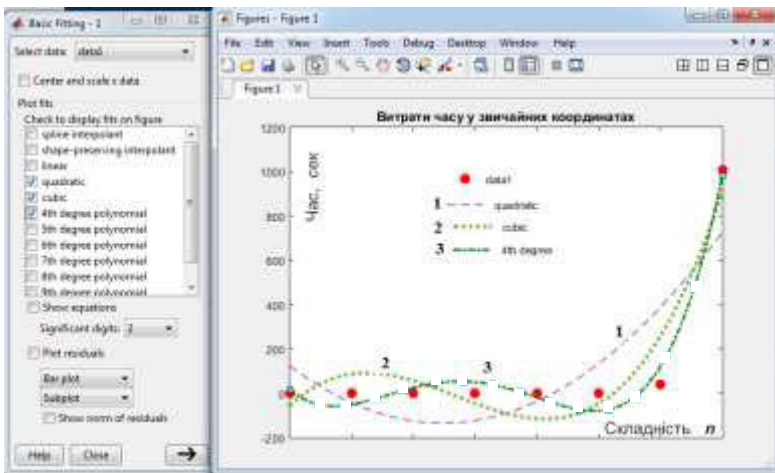 Basic Fitting - 1
Select data: data1
Center and scale x data
Plot fits
Check to display fits on figure
spline interpolant
shape-preserving interpolant
linear
quadratic
cubic
4th degree polynomial
5th degree polynomial
6th degree polynomial
7th degree polynomial
8th degree polynomial
9th degree polynomial
Show equations
Significant digits: 2
Plot residuals
Bar plot
Subplot
Show norm of residuals
Help
Close
Figures - Figure 1
File Edit View Insert Tools Debug Desktop Window Help
Figure 1
Витрати часу у звичайних координатах
1200
1000
800
600
400
200
0
-200
Час, сек
data1
1 quadratic
2 cubic
3 4th degree
1
2
3
Складність n